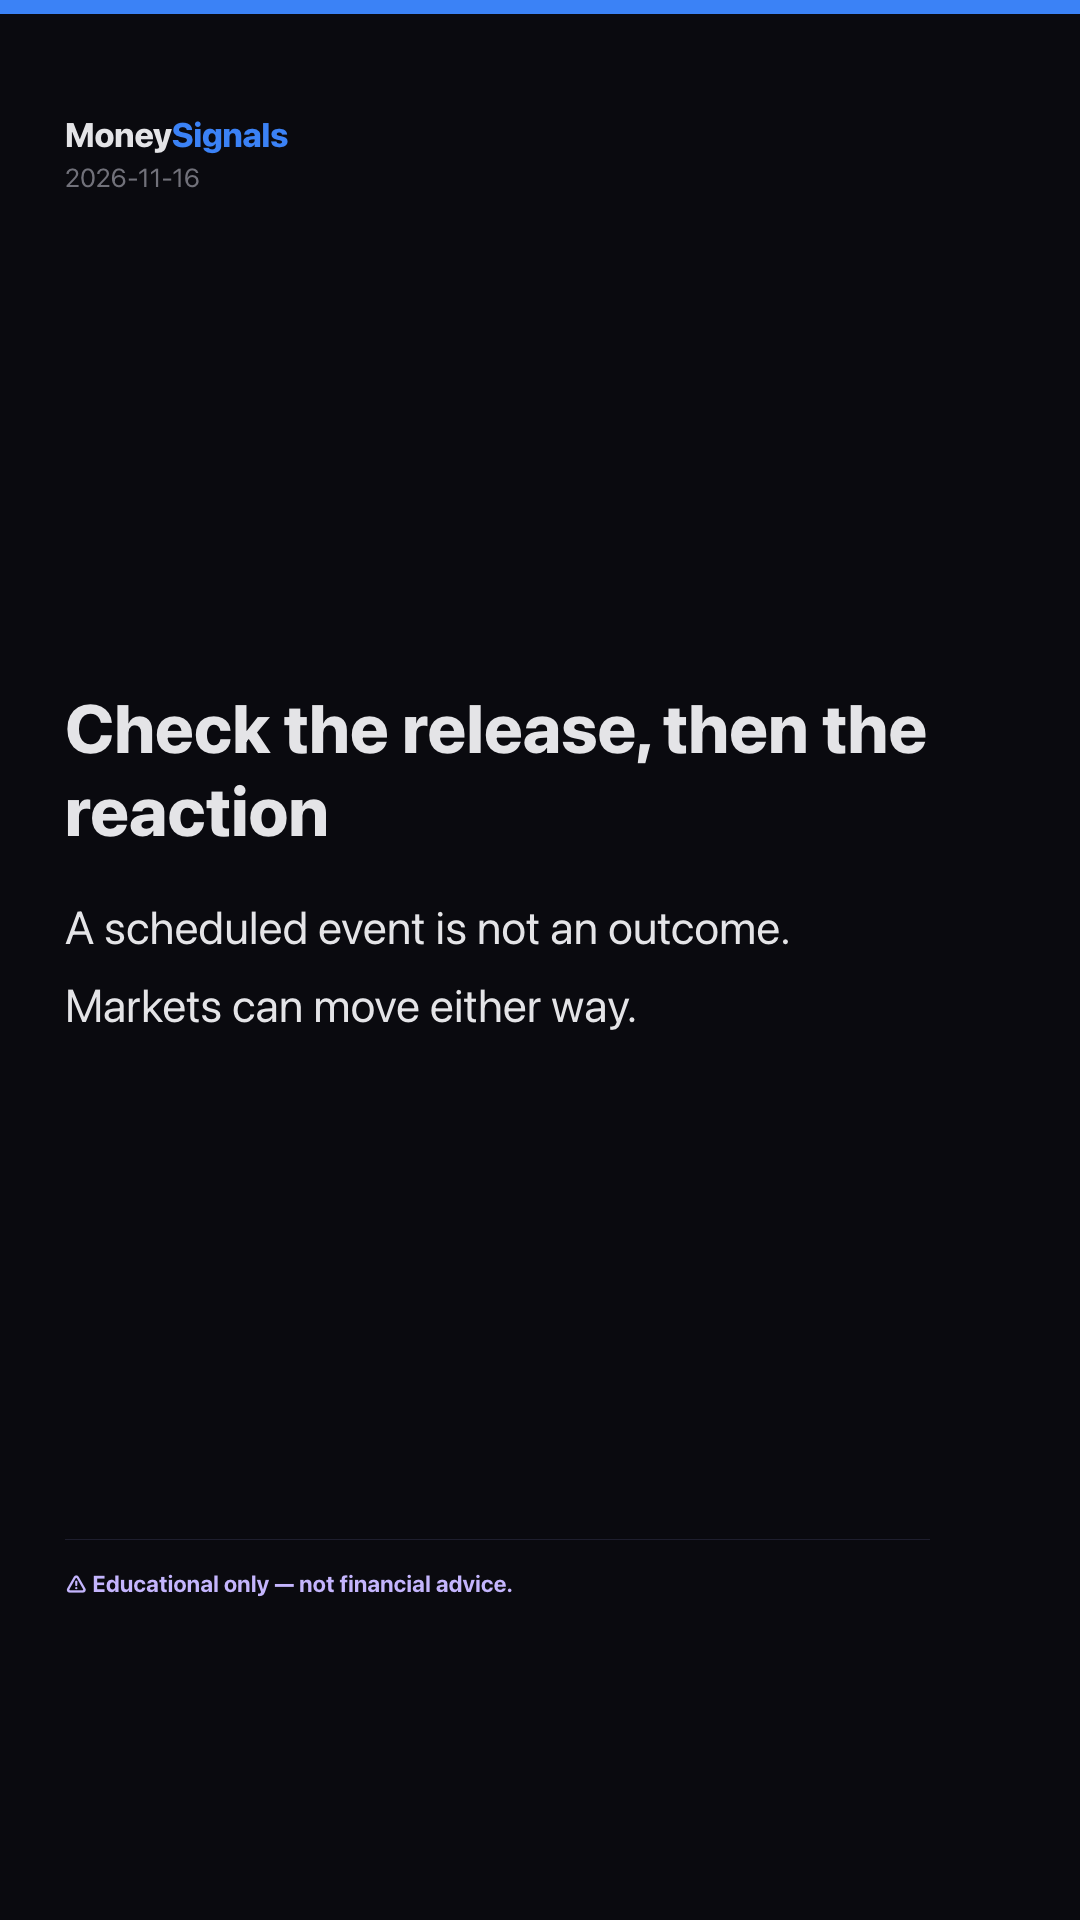 MoneySignals
2026-11-16
Check the release, then the
reaction
A scheduled event is not an outcome.
Markets can move either way.
⚠ Educational only — not financial advice.